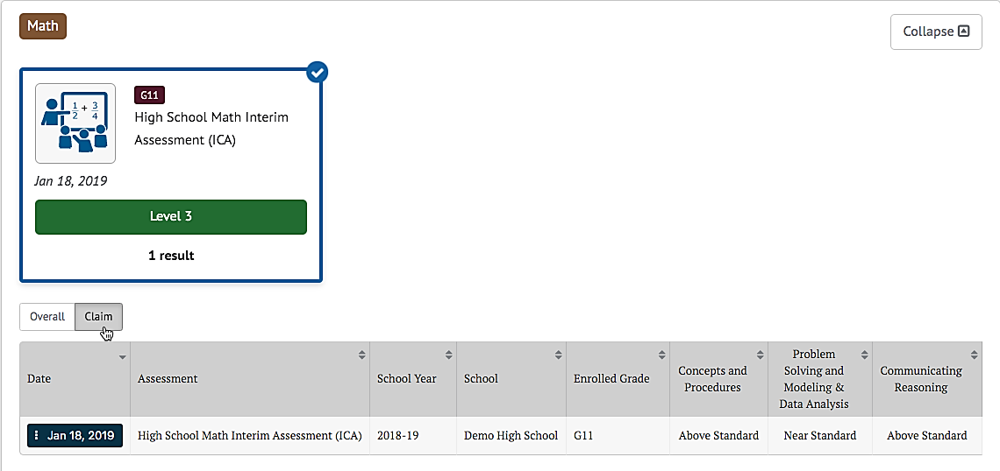 Math
Collapse
G11
High School Math Interim
Assessment (ICA)
1/2 + 3/4
Jan 18, 2019
Level 3
1 result
Overall Claim
Date Assessment School Year School Enrolled Grade
Concepts and
Procedures
Problem
Solving and
Modeling &
Data Analysis
Communicating
Reasoning
Jan 18, 2019 High School Math Interim Assessment (ICA) 2018-19 Demo High School G11 Above Standard Near Standard Above Standard